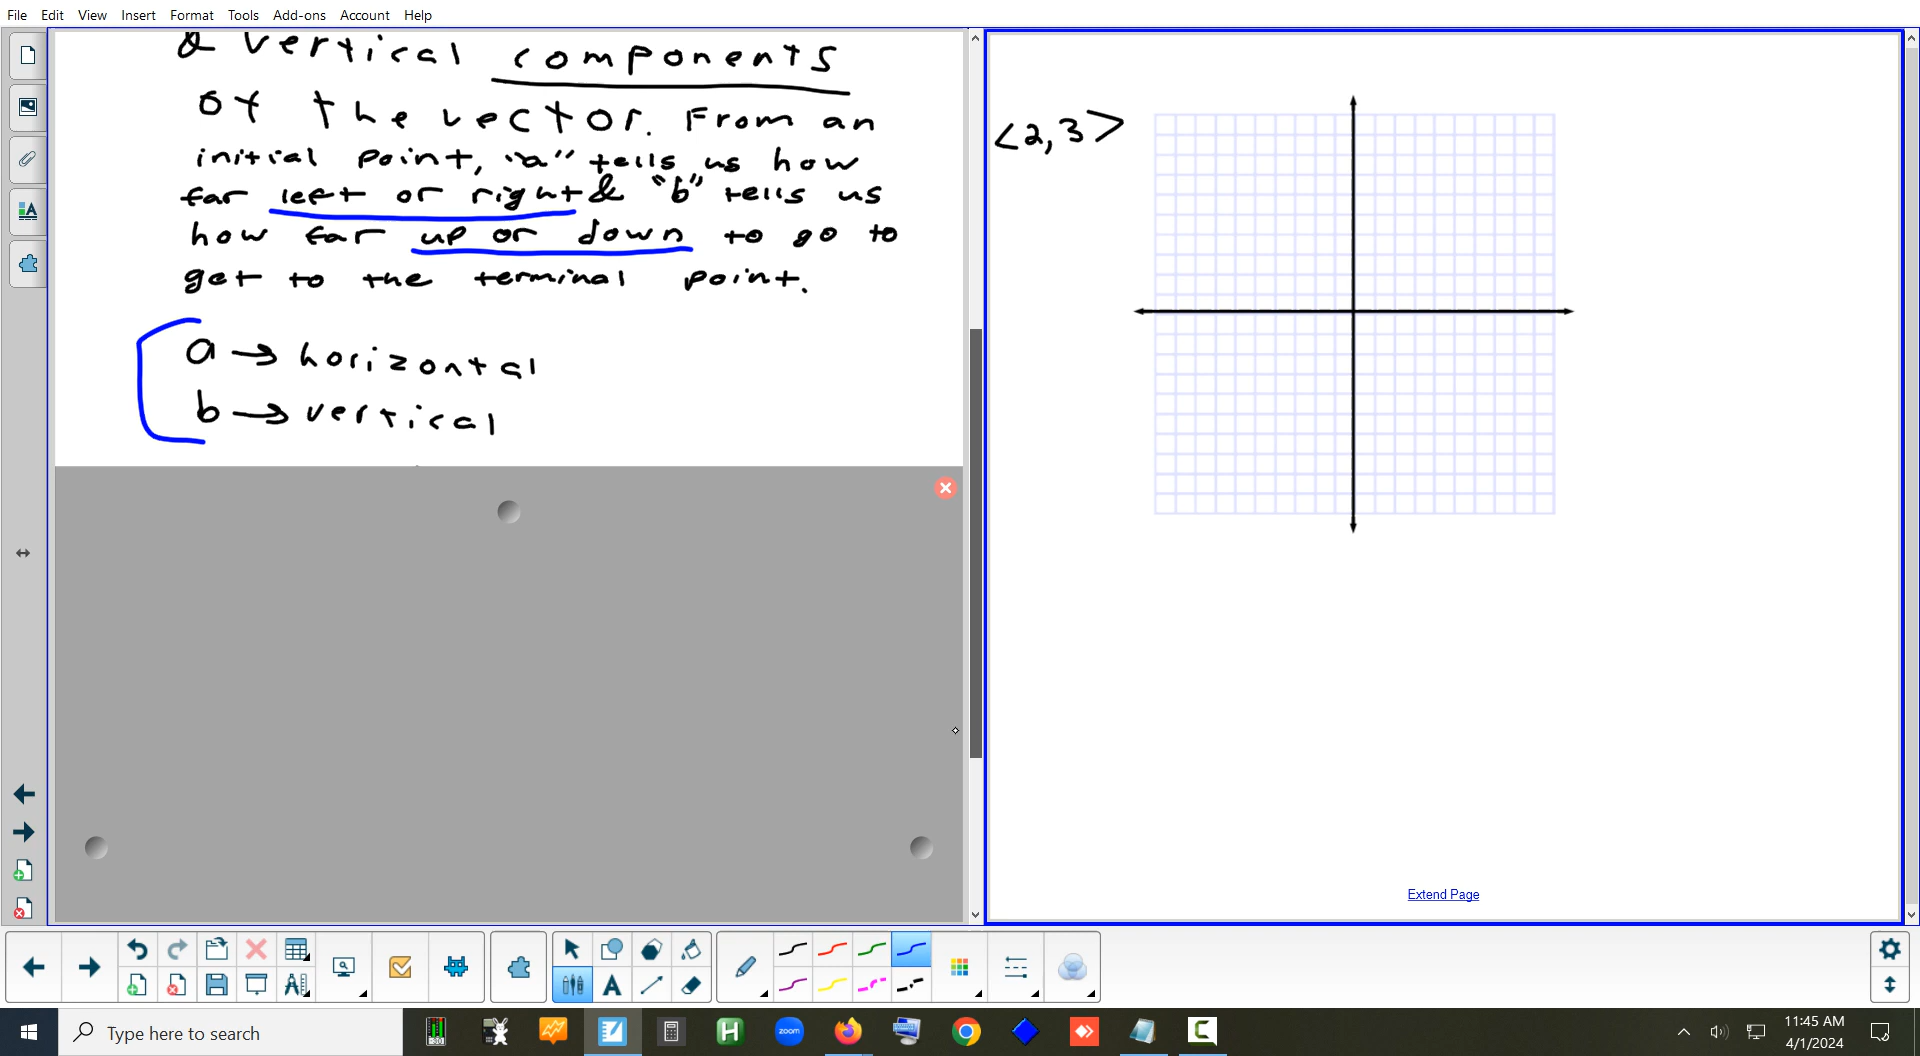 File Edit View Insert Format Tools Add-ons Account Help
& vertical components
of the vector. From an
initial point, "a" tells us how
far left or right & "b" tells us
how far up or down to go to
get to the terminal point.
a → horizontal
b → vertical
<2,3>
Extend Page
Type here to search
zoom
11:45 AM
4/1/2024